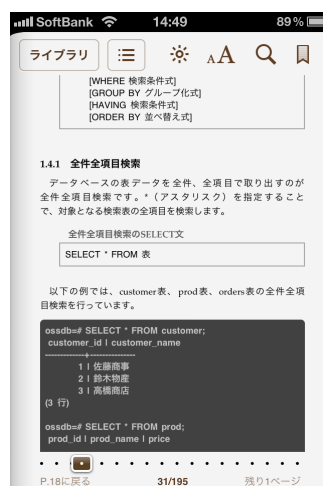 SoftBank 14:49 89%
ライブラリ AA
[WHERE 検索条件式]
[GROUP BY グループ化式]
[HAVING 検索条件式]
[ORDER BY 並べ替え式]
1.4.1 全件全項目検索
データベースの表データを全件、全項目で取り出すのが
全件全項目検索です。*（アスタリスク）を指定すること
で、対象となる検索表の全項目を検索します。
全件全項目検索のSELECT文
SELECT * FROM 表
以下の例では、customer表、prod表、orders表の全件全項
目検索を行っています。
ossdb=# SELECT * FROM customer;
customer_id | customer_name
-------------+---------------
1 | 佐藤商事
2 | 鈴木物産
3 | 高橋商店
(3 行)
ossdb=# SELECT * FROM prod;
prod_id | prod_name | price
P.18に戻る 31/195 残り1ページ